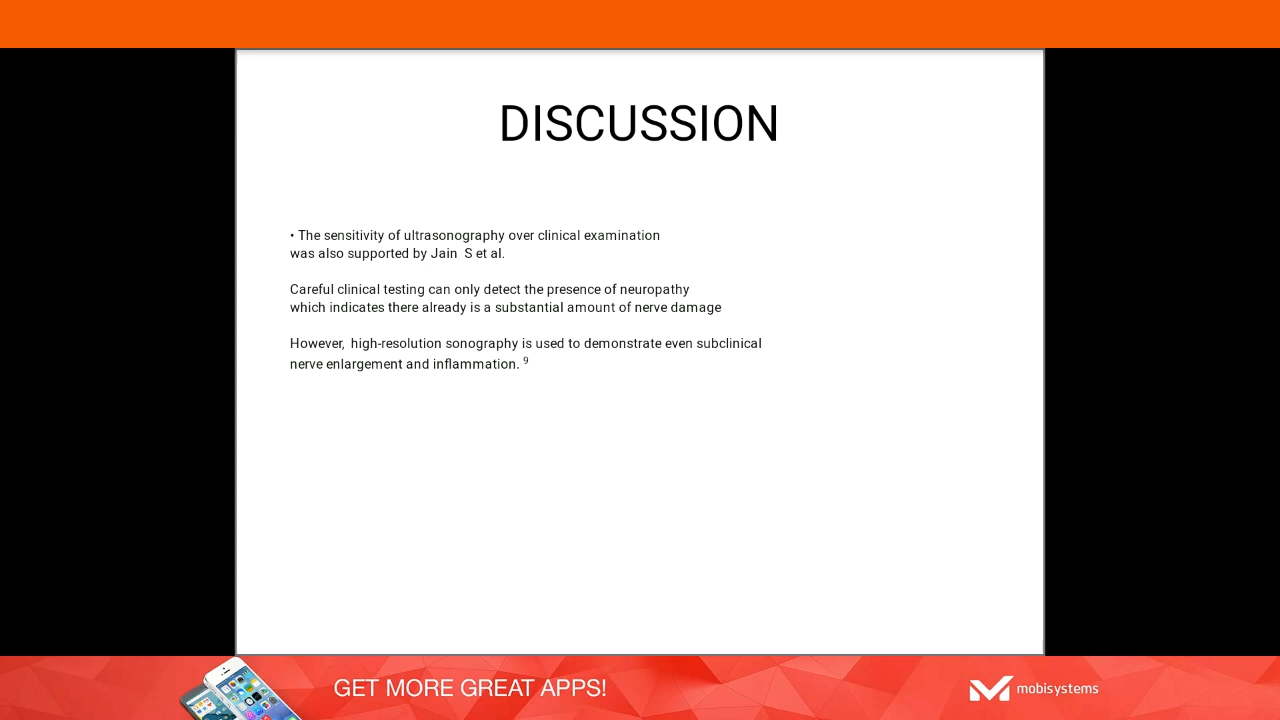 DISCUSSION
• The sensitivity of ultrasonography over clinical examination
was also supported by Jain  S et al.
Careful clinical testing can only detect the presence of neuropathy
which indicates there already is a substantial amount of nerve damage
However,  high-resolution sonography is used to demonstrate even subclinical
nerve enlargement and inflammation. 9
GET MORE GREAT APPS!
mobisystems